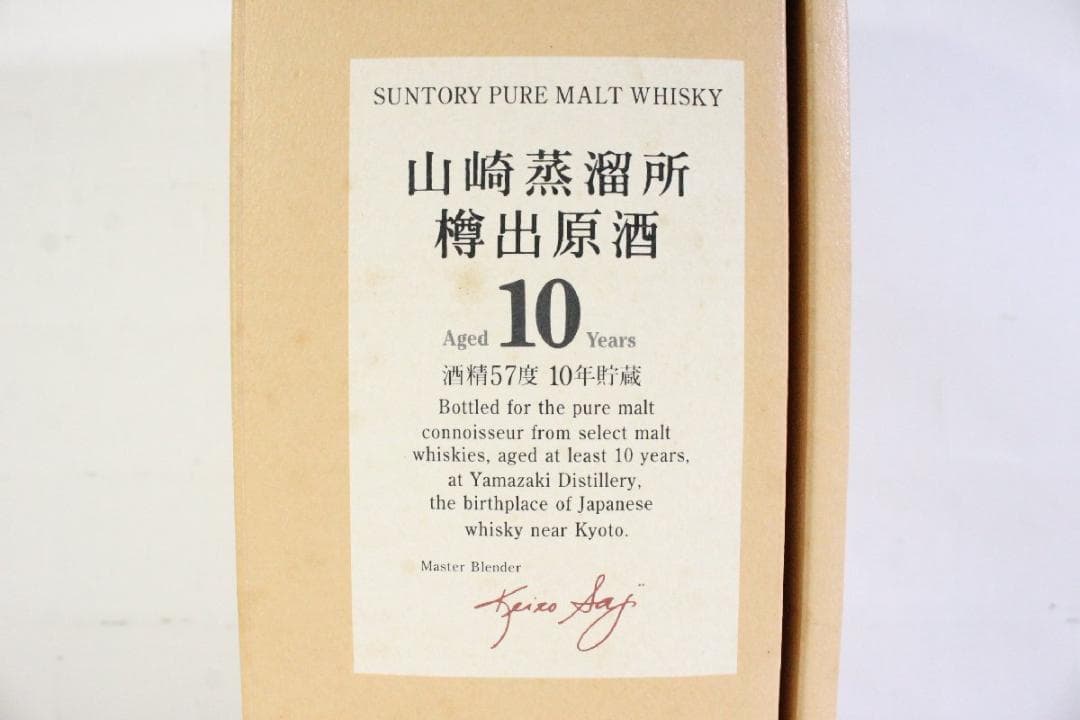 SUNTORY PURE MALT WHISKY
山崎蒸溜所
樽出原酒
Aged 10 Years
酒精57度 10年貯蔵
Bottled for the pure malt
connoisseur from select malt
whiskies, aged at least 10 years,
at Yamazaki Distillery,
the birthplace of Japanese
whisky near Kyoto.
Master Blender
Keizo Saji